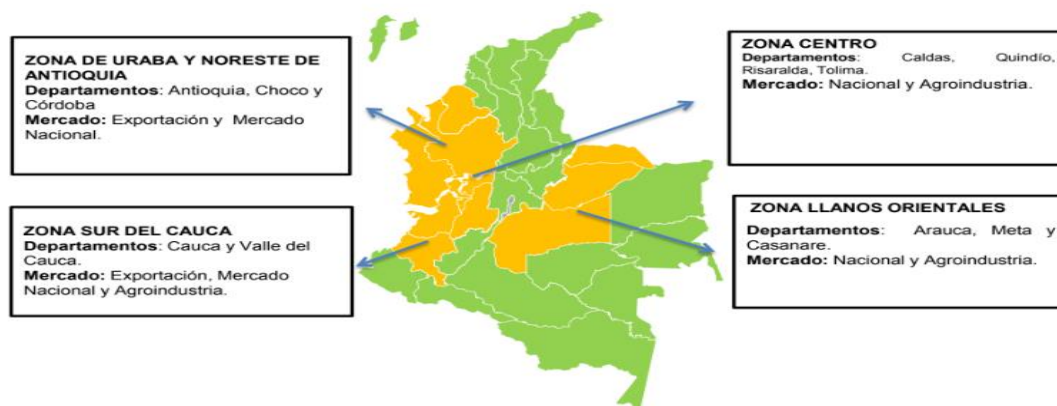 ZONA DE URABA Y NORESTE DE
ANTIOQUIA
Departamentos: Antioquia, Choco y
Córdoba
Mercado: Exportación y Mercado
Nacional.
ZONA SUR DEL CAUCA
Departamentos: Cauca y Valle del
Cauca.
Mercado: Exportación, Mercado
Nacional y Agroindustria.
ZONA CENTRO
Departamentos: Caldas, Quindío,
Risaralda, Tolima.
Mercado: Nacional y Agroindustria.
ZONA LLANOS ORIENTALES
Departamentos: Arauca, Meta y
Casanare.
Mercado: Nacional y Agroindustria.